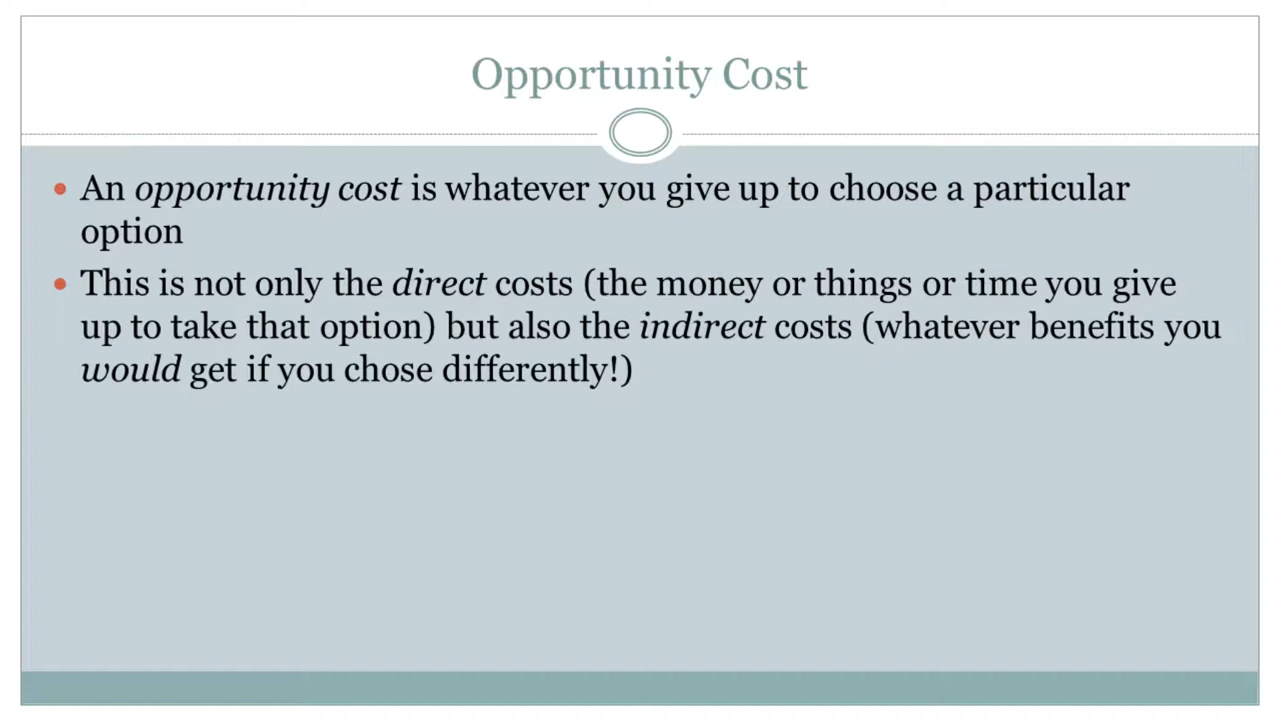 Opportunity Cost
An opportunity cost is whatever you give up to choose a particular
option
This is not only the direct costs (the money or things or time you give
up to take that option) but also the indirect costs (whatever benefits you
would get if you chose differently!)